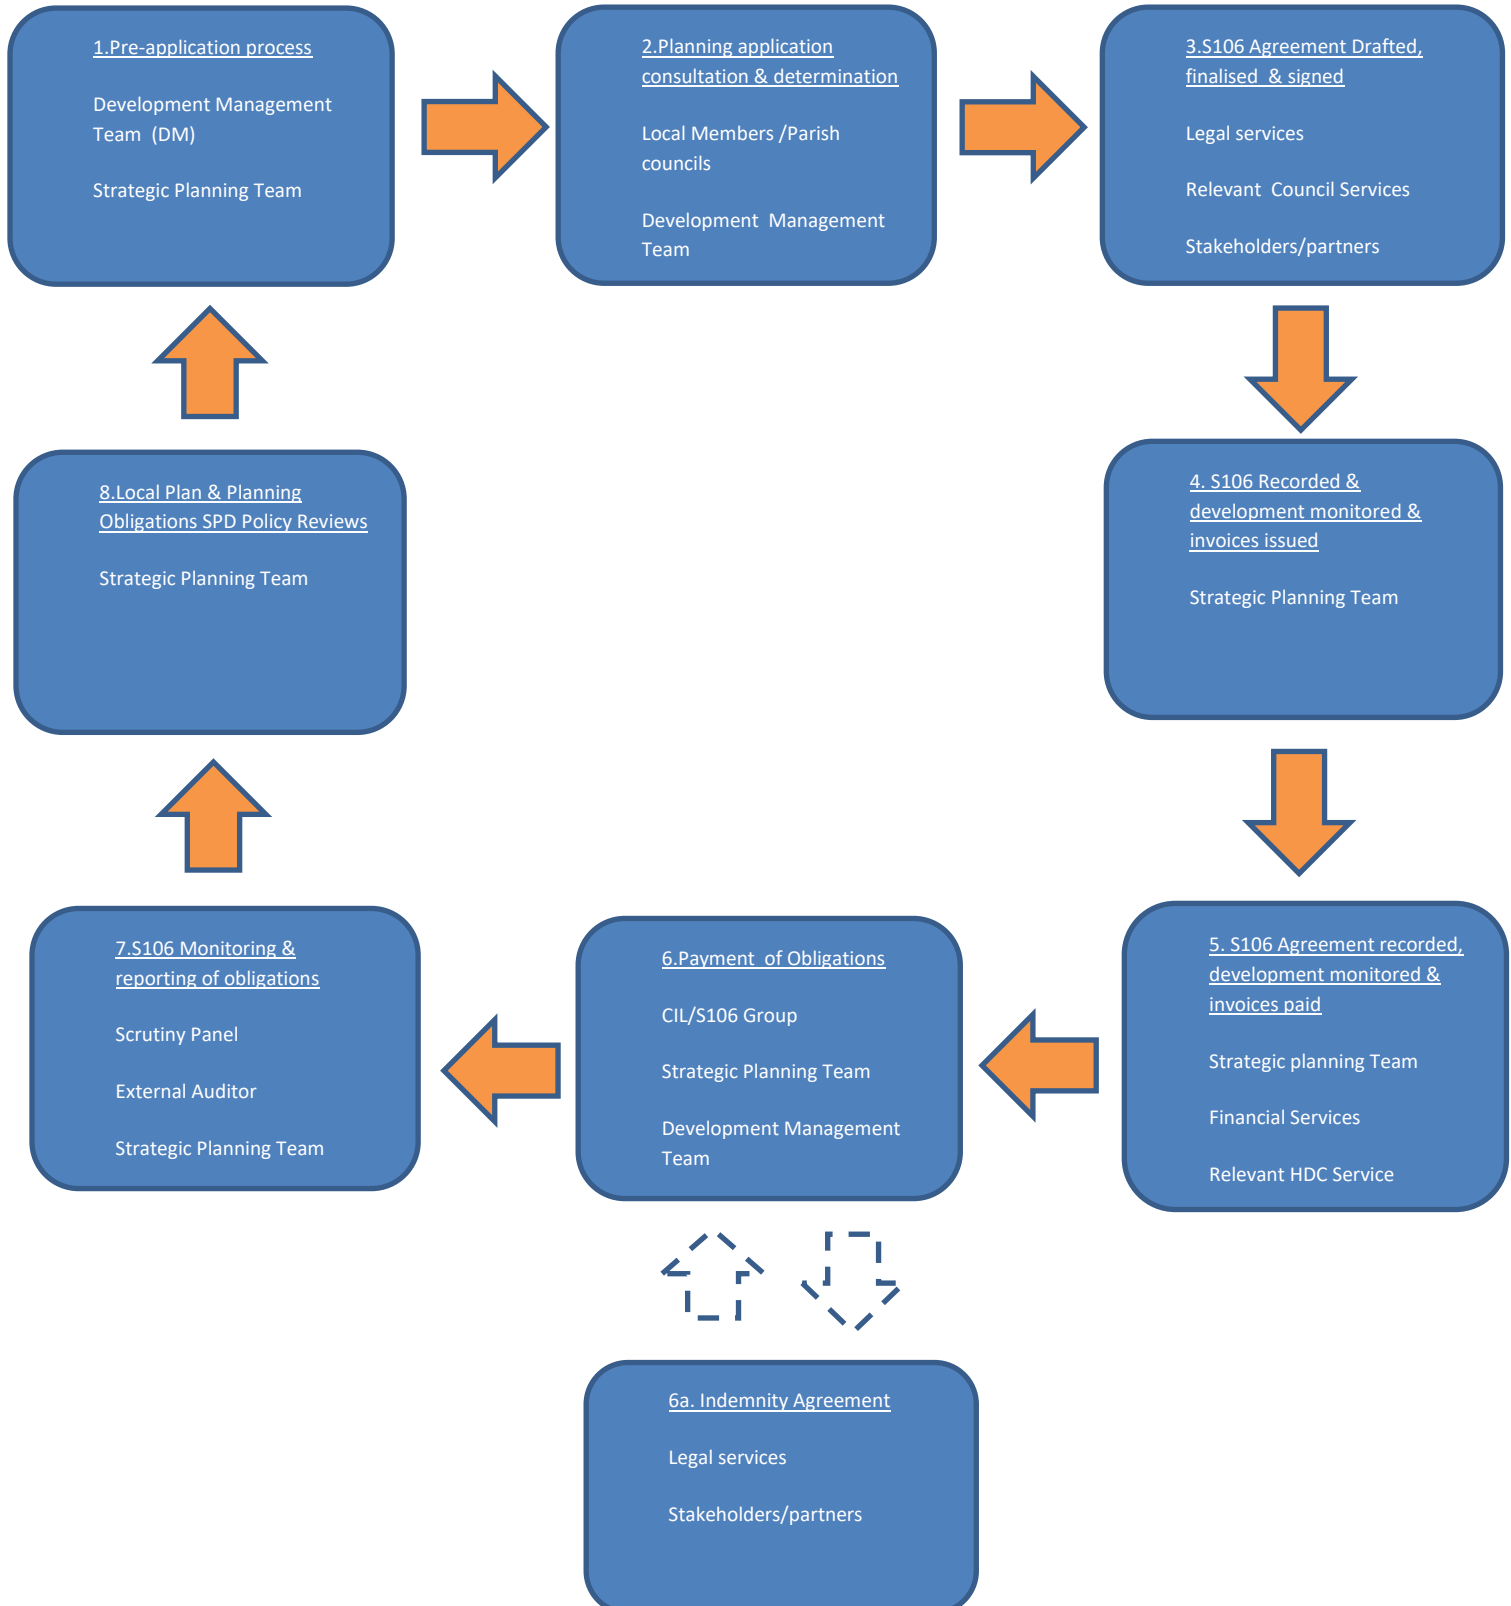 1.Pre-application process
Development Management
Team (DM)
Strategic Planning Team
2.Planning application
consultation & determination
Local Members /Parish
councils
Development Management
Team
3.S106 Agreement Drafted,
finalised & signed
Legal services
Relevant Council Services
Stakeholders/partners
4. S106 Recorded &
development monitored &
invoices issued
Strategic Planning Team
5. S106 Agreement recorded,
development monitored &
invoices paid
Strategic planning Team
Financial Services
Relevant HDC Service
6.Payment of Obligations
CIL/S106 Group
Strategic Planning Team
Development Management
Team
6a. Indemnity Agreement
Legal services
Stakeholders/partners
7.S106 Monitoring &
reporting of obligations
Scrutiny Panel
External Auditor
Strategic Planning Team
8.Local Plan & Planning
Obligations SPD Policy Reviews
Strategic Planning Team